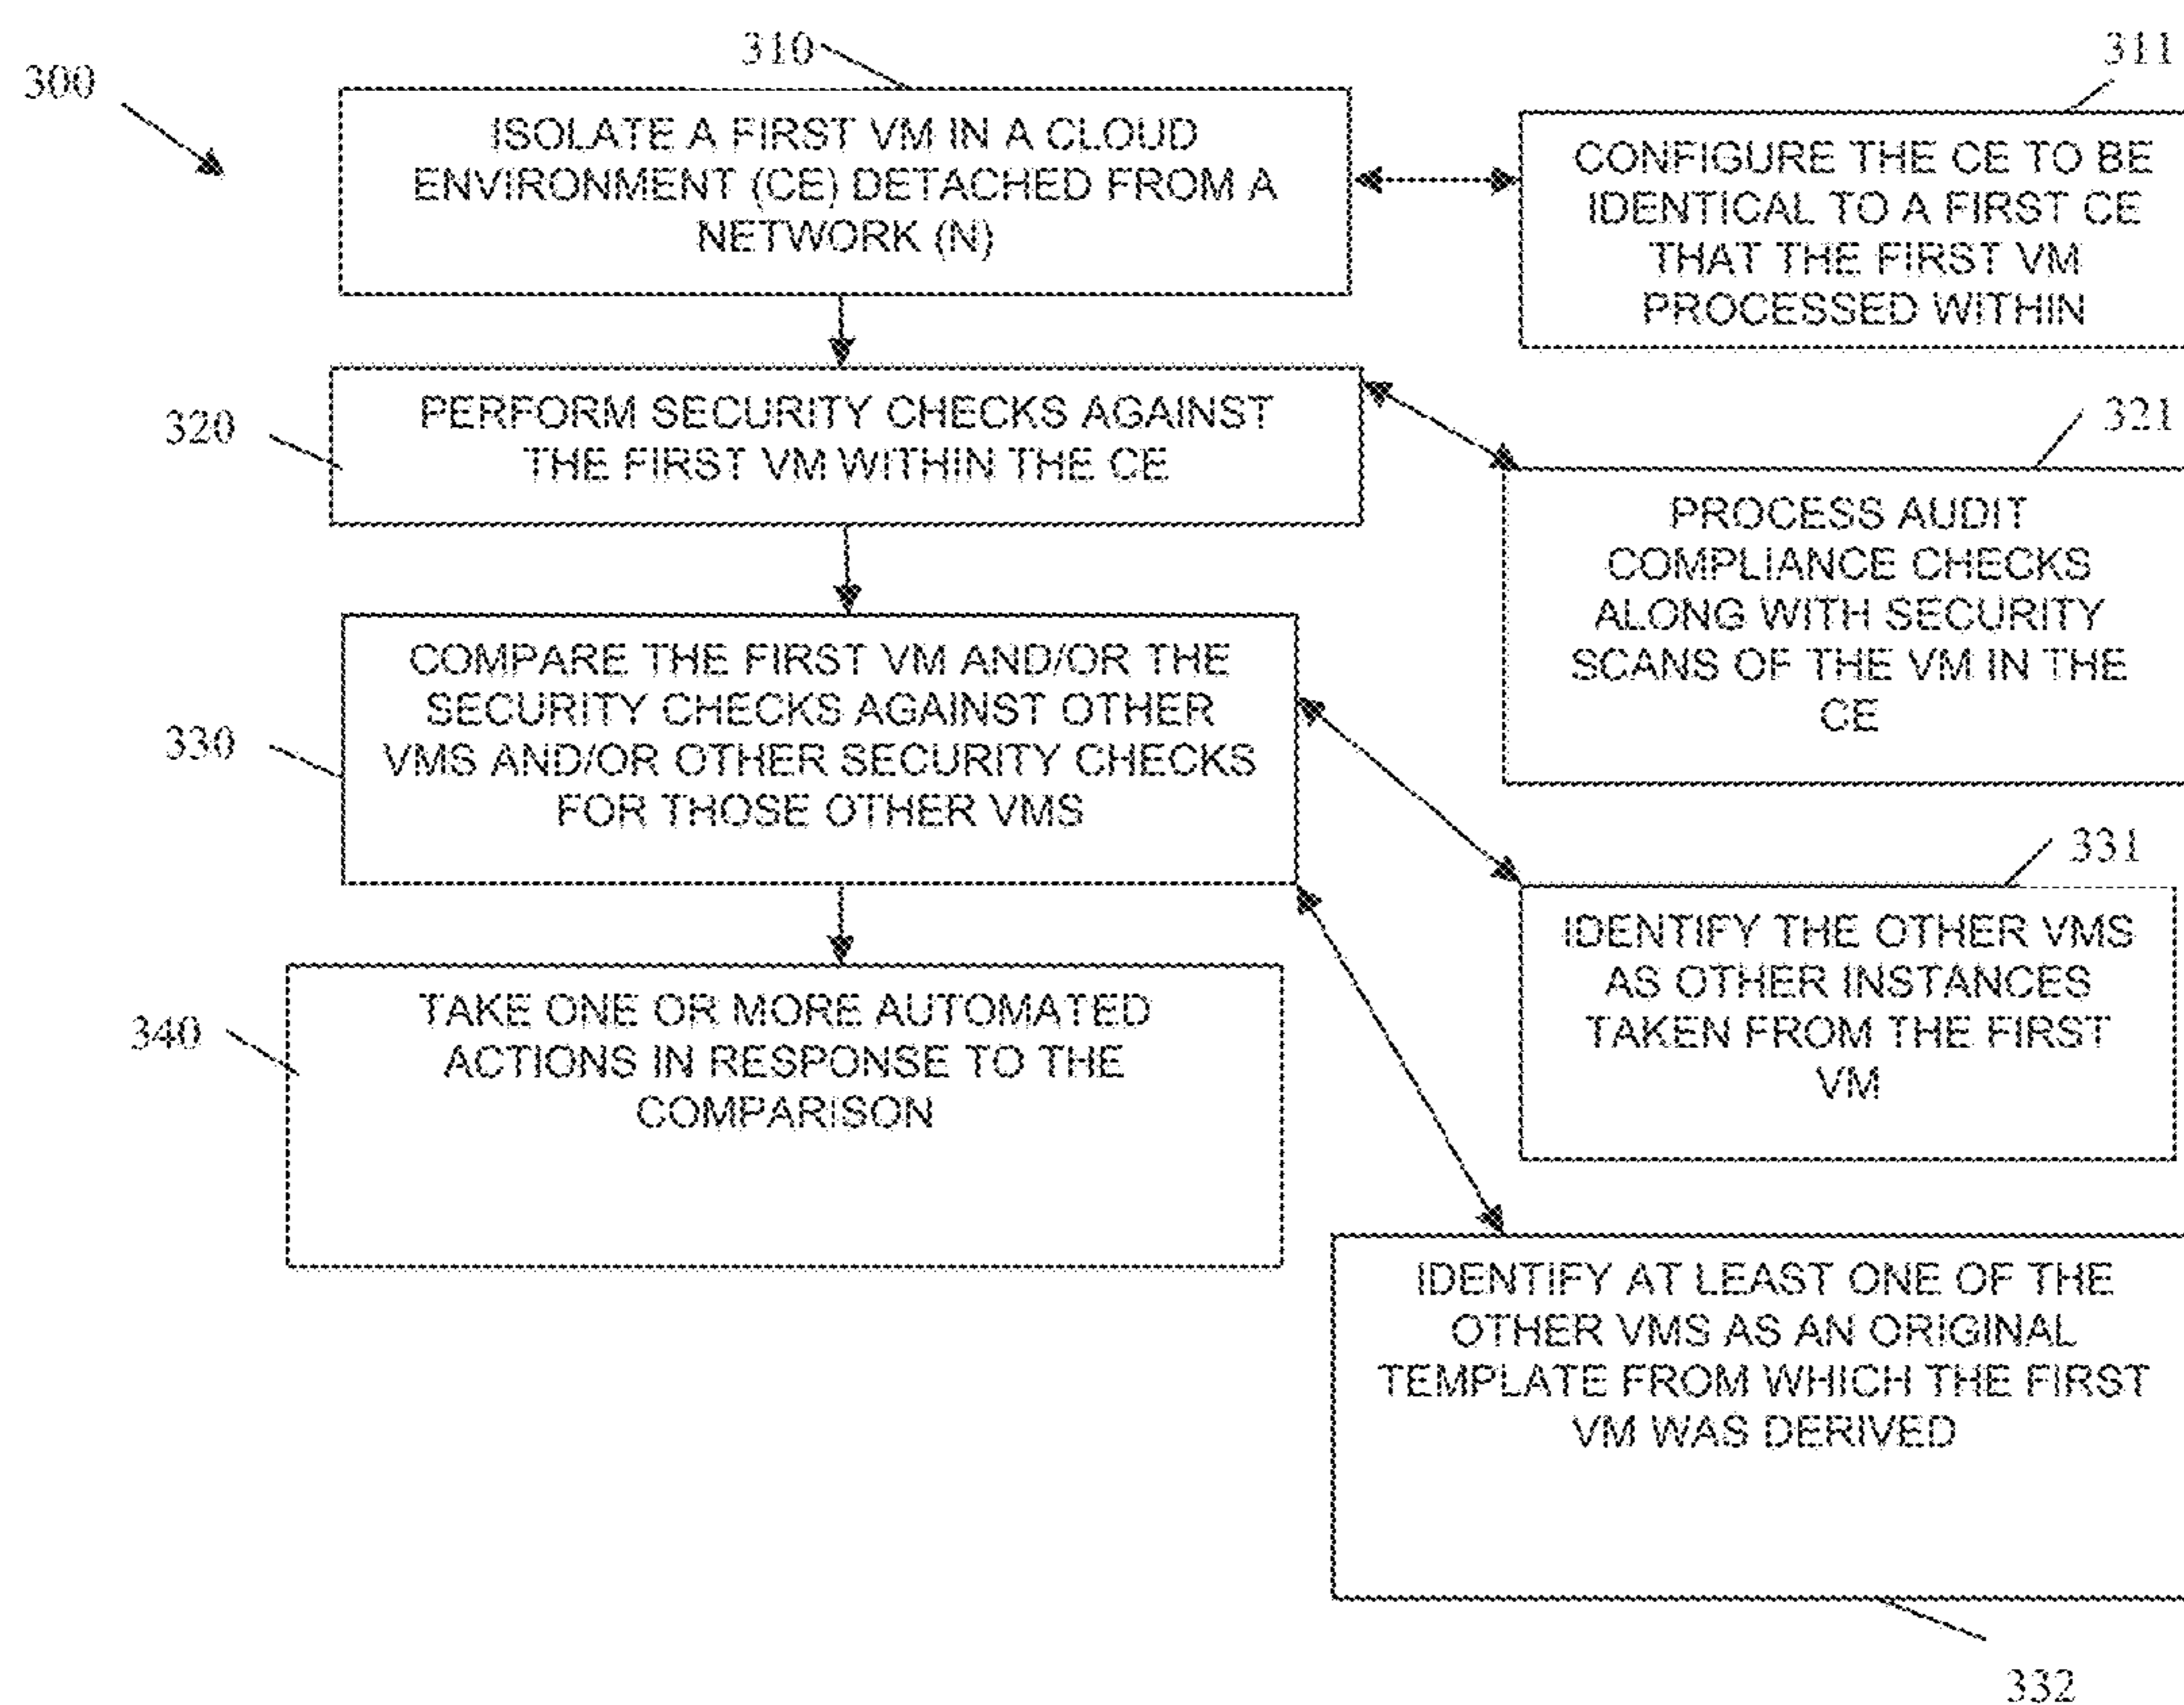 300
310
ISOLATE A FIRST VM IN A CLOUD
ENVIRONMENT (CE) DETACHED FROM A
NETWORK (N)
311
CONFIGURE THE CE TO BE
IDENTICAL TO A FIRST CE
THAT THE FIRST VM
PROCESSED WITHIN
320
PERFORM SECURITY CHECKS AGAINST
THE FIRST VM WITHIN THE CE
321
PROCESS AUDIT
COMPLIANCE CHECKS
ALONG WITH SECURITY
SCANS OF THE VM IN THE
CE
330
COMPARE THE FIRST VM AND/OR THE
SECURITY CHECKS AGAINST OTHER
VMS AND/OR OTHER SECURITY CHECKS
FOR THOSE OTHER VMS
331
IDENTIFY THE OTHER VMS
AS OTHER INSTANCES
TAKEN FROM THE FIRST
VM
340
TAKE ONE OR MORE AUTOMATED
ACTIONS IN RESPONSE TO THE
COMPARISON
IDENTIFY AT LEAST ONE OF THE
OTHER VMS AS AN ORIGINAL
TEMPLATE FROM WHICH THE FIRST
VM WAS DERIVED
332